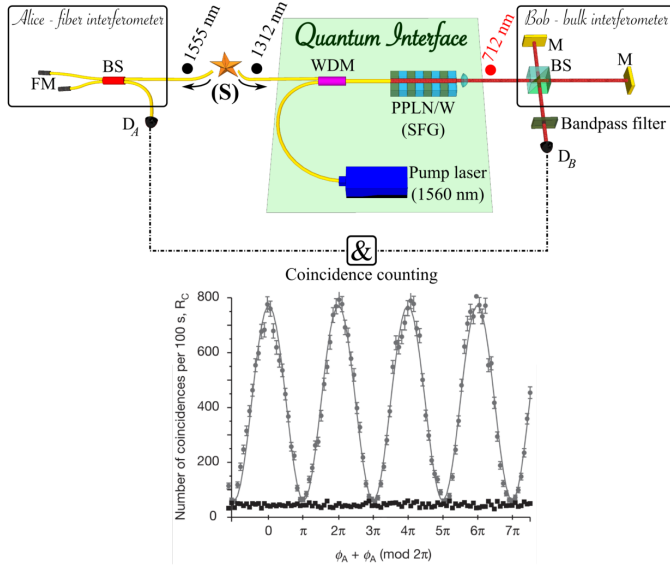 Alice - fiber interferometer
Bob - bulk interferometer
1555 nm
1312 nm
Quantum Interface
712 nm
M
FM
BS
(S)
WDM
PPLN/W
(SFG)
BS
M
D_A
Pump laser
(1560 nm)
Bandpass filter
D_B
&
Coincidence counting
Number of coincidences per 100 s, R_C
800
600
400
200
0
0 π 2π 3π 4π 5π 6π 7π
ϕ_A + ϕ_A (mod 2π)